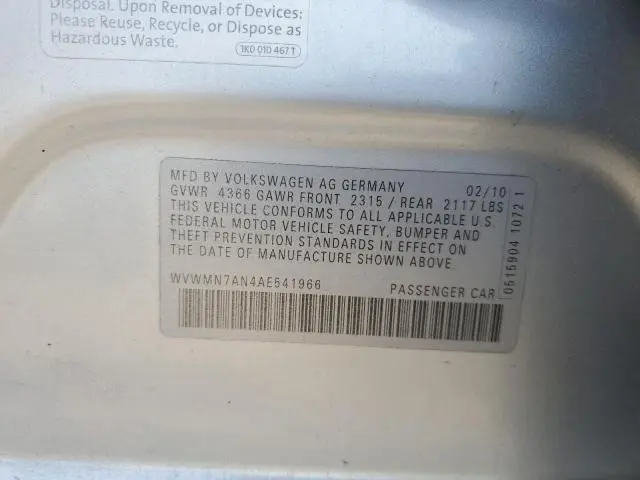 Disposal. Upon Removal of Devices:
Please Reuse, Recycle, or Dispose as
Hazardous Waste.
1K0 010 467 T
MFD BY VOLKSWAGEN AG GERMANY 02/10
GVWR 4366 GAWR FRONT 2315 / REAR 2117 LBS
THIS VEHICLE CONFORMS TO ALL APPLICABLE U.S.
FEDERAL MOTOR VEHICLE SAFETY, BUMPER AND
THEFT PREVENTION STANDARDS IN EFFECT ON
THE DATE OF MANUFACTURE SHOWN ABOVE.
WVWMN7AN4AE541966 PASSENGER CAR
0515904 1072 1